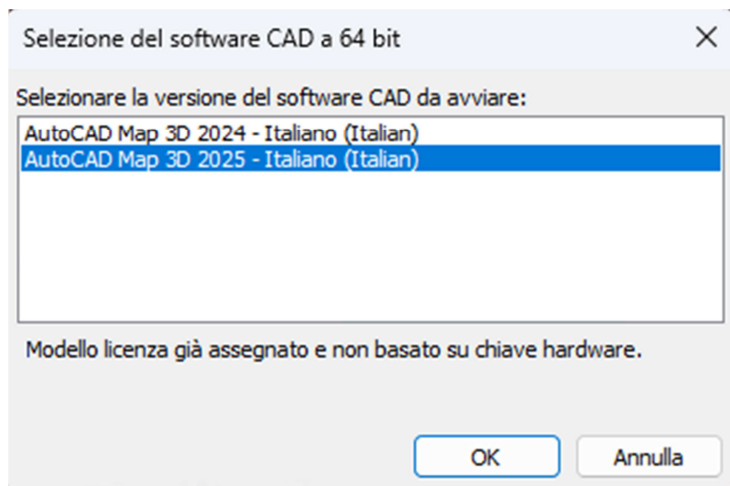 Selezione del software CAD a 64 bit
Selezionare la versione del software CAD da avviare:
AutoCAD Map 3D 2024 - Italiano (Italian)
AutoCAD Map 3D 2025 - Italiano (Italian)
Modello licenza già assegnato e non basato su chiave hardware.
OK Annulla